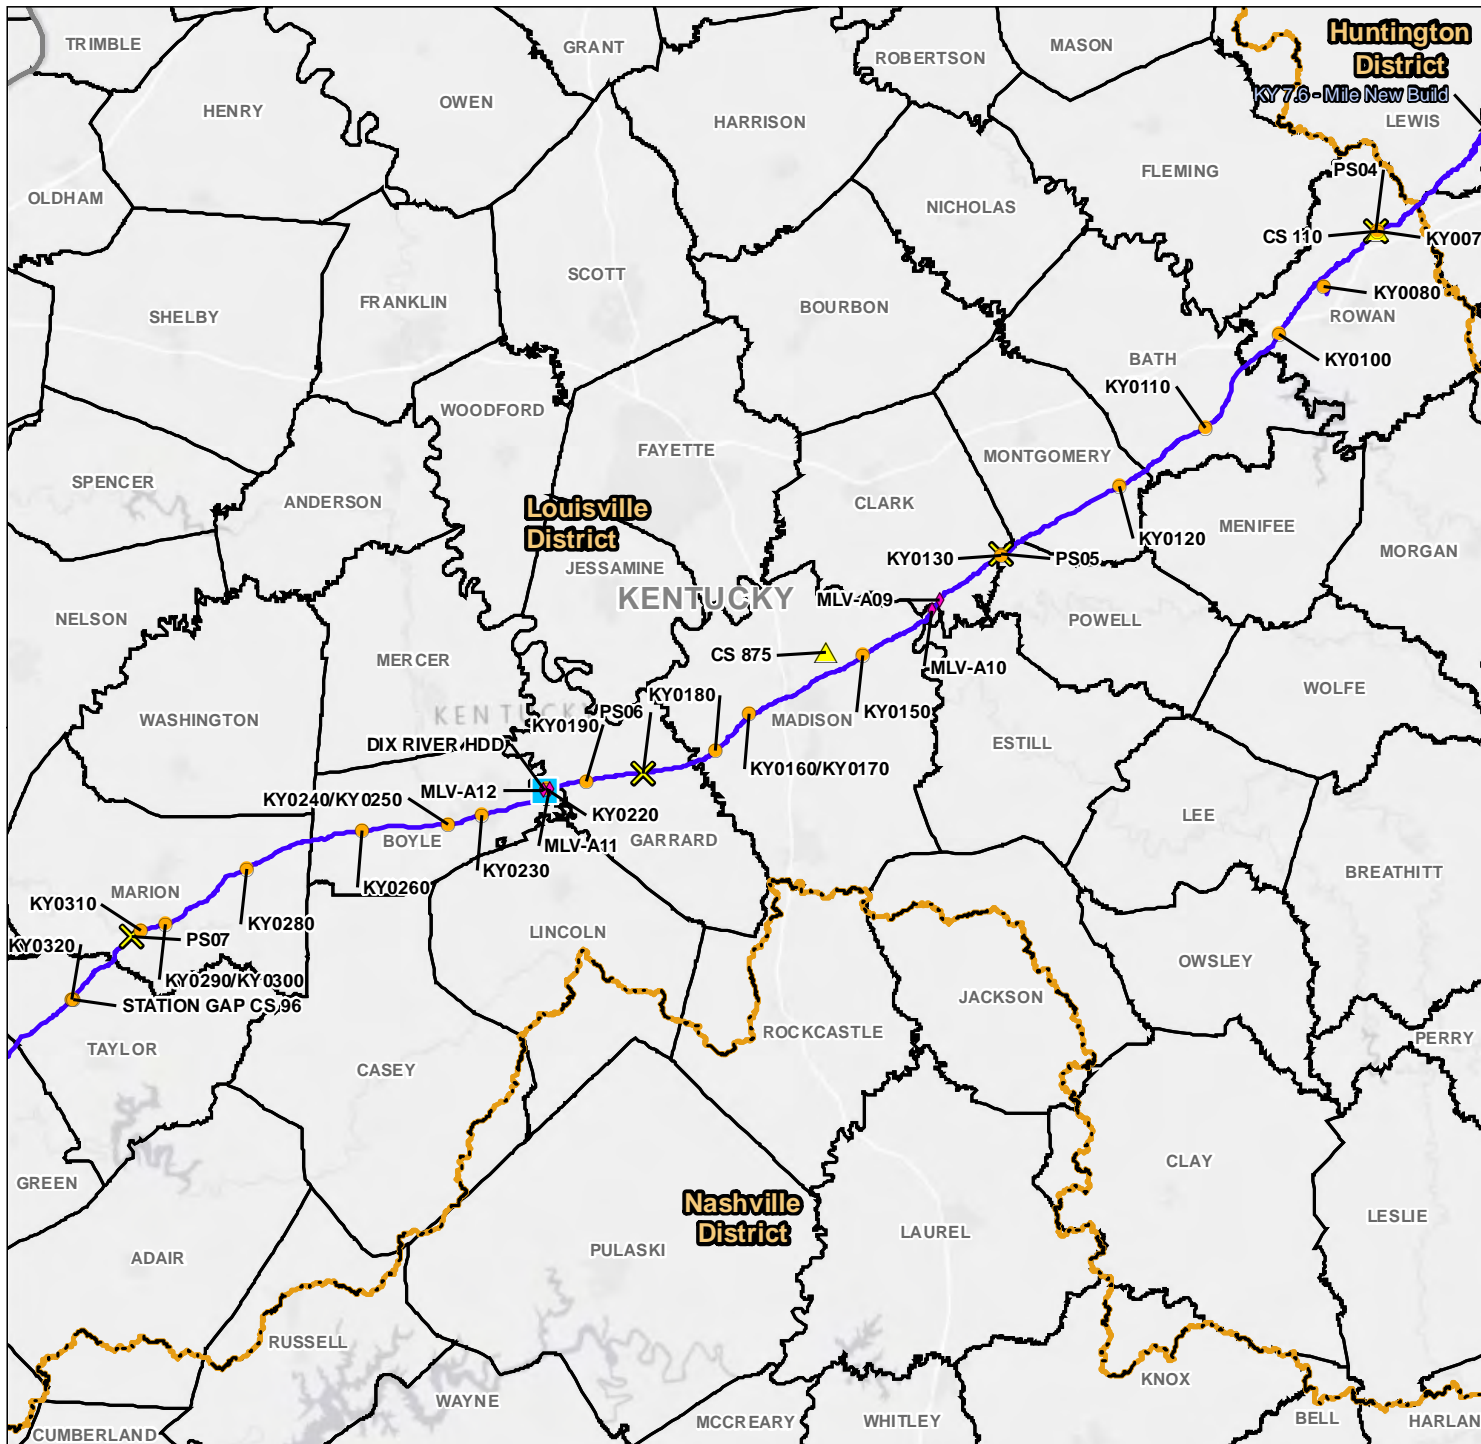 TRIMBLE
GRANT
ROBERTSON
MASON
Huntington
District
KY 7.6 - Mile New Build
HENRY
OWEN
HARRISON
LEWIS
FLEMING
PS04
OLDHAM
NICHOLAS
CS 110
KY007
SCOTT
KY0080
SHELBY
FRANKLIN
BOURBON
ROWAN
BATH
KY0100
KY0110
WOODFORD
FAYETTE
MONTGOMERY
SPENCER
ANDERSON
CLARK
Louisville
District
MENIFEE
KY0120
MORGAN
KY0130
PS05
JESSAMINE
KENTUCKY
MLV-A09
NELSON
POWELL
MERCER
CS 875
MLV-A10
WOLFE
KY0180
WASHINGTON
KENTUCKY
PS06
KY0190
MADISON
KY0150
ESTILL
DIX RIVER HDD
KY0160/KY0170
MLV-A12
KY0240/KY0250
KY0220
LEE
BOYLE
MLV-A11
GARRARD
KY0230
BREATHITT
KY0260
MARION
KY0310
KY0280
LINCOLN
KY0320
PS07
OWSLEY
KY0290/KY0300
STATION GAP CS 96
JACKSON
ROCKCASTLE
PERRY
TAYLOR
CASEY
CLAY
GREEN
Nashville
District
LESLIE
LAUREL
PULASKI
ADAIR
RUSSELL
KNOX
WAYNE
MCCREARY
WHITLEY
BELL
HARLAN
CUMBERLAND